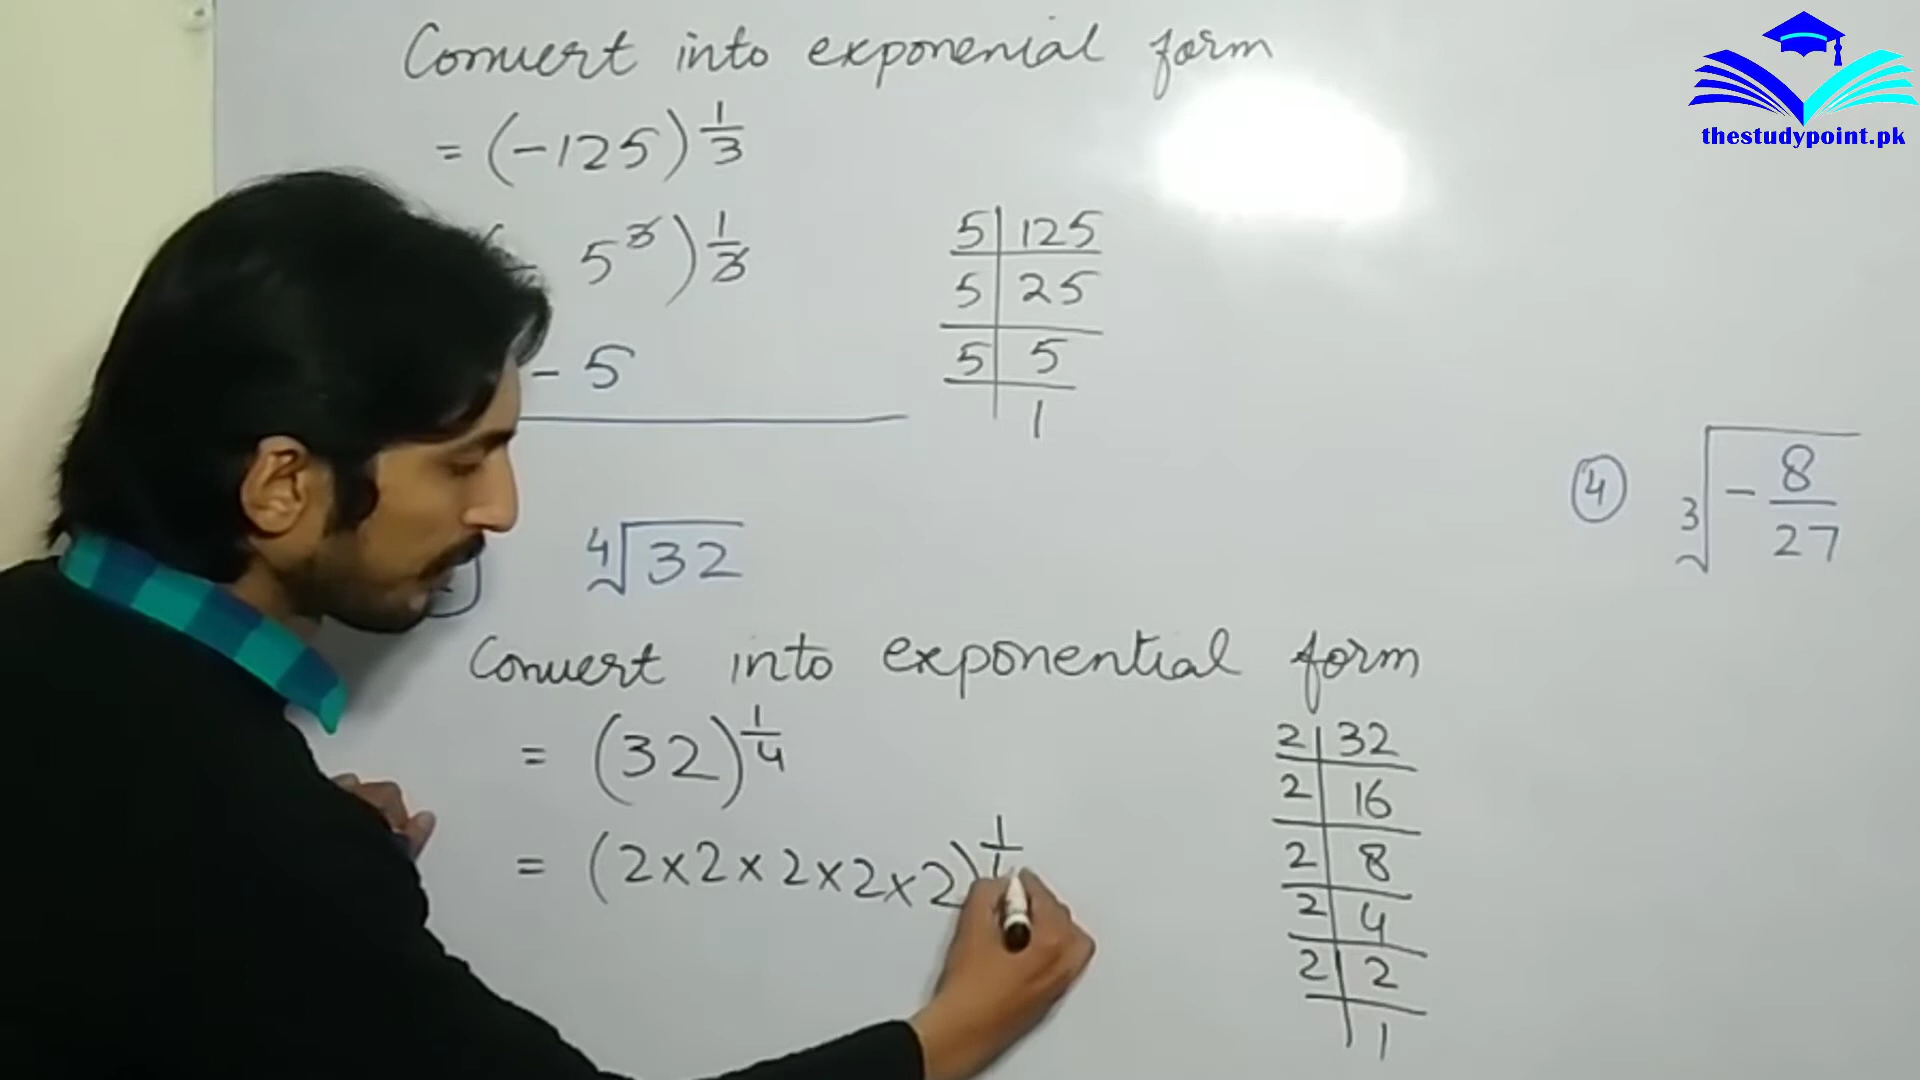 Convert into exponenial form
= (-125)^{1/3}
5^3)^{1/3}
- 5
5 | 125
5 | 25
5 | 5
1
thestudypoint.pk
④ ∛(-8/27)
∜32
Convert into exponential form
= (32)^{1/4}
= (2×2×2×2×2)^{1/
2 | 32
2 | 16
2 | 8
2 | 4
2 | 2
1